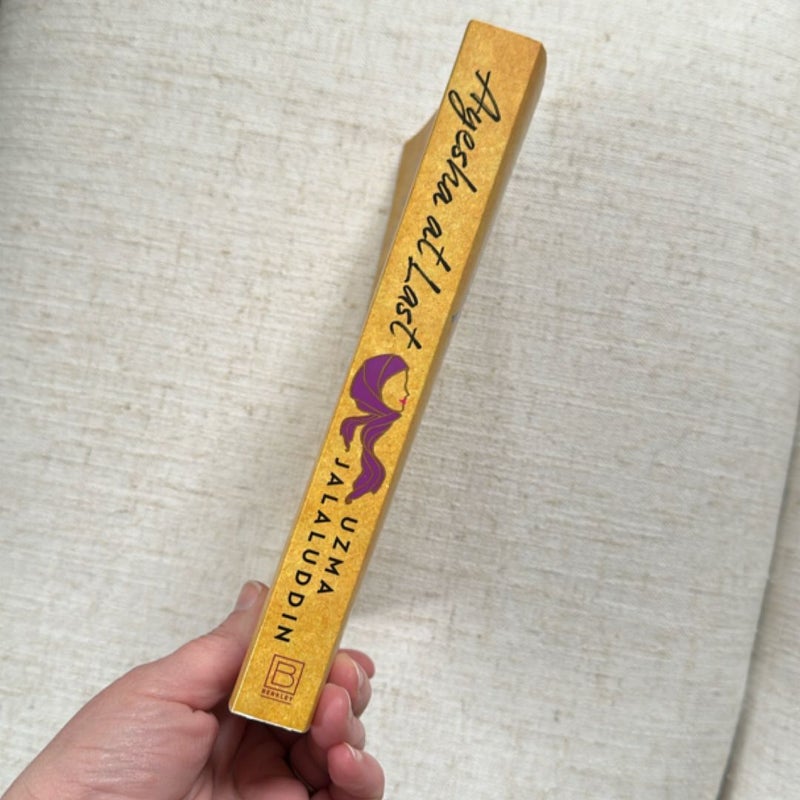 Ayesha at Last
UZMA
JALALUDDIN
B
BERKLEY